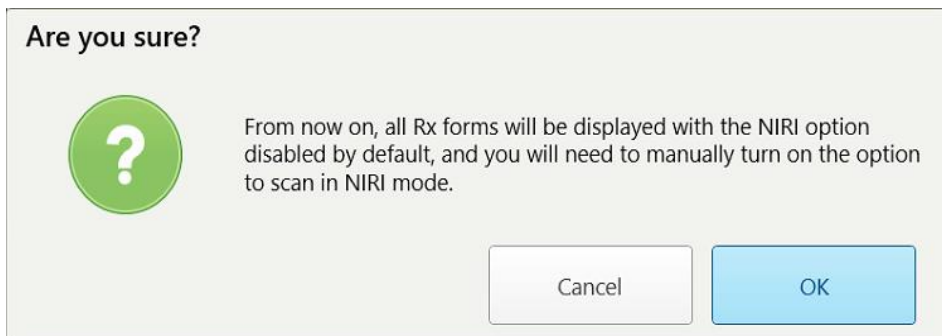 Are you sure?
?
From now on, all Rx forms will be displayed with the NIRI option
disabled by default, and you will need to manually turn on the option
to scan in NIRI mode.
Cancel
OK